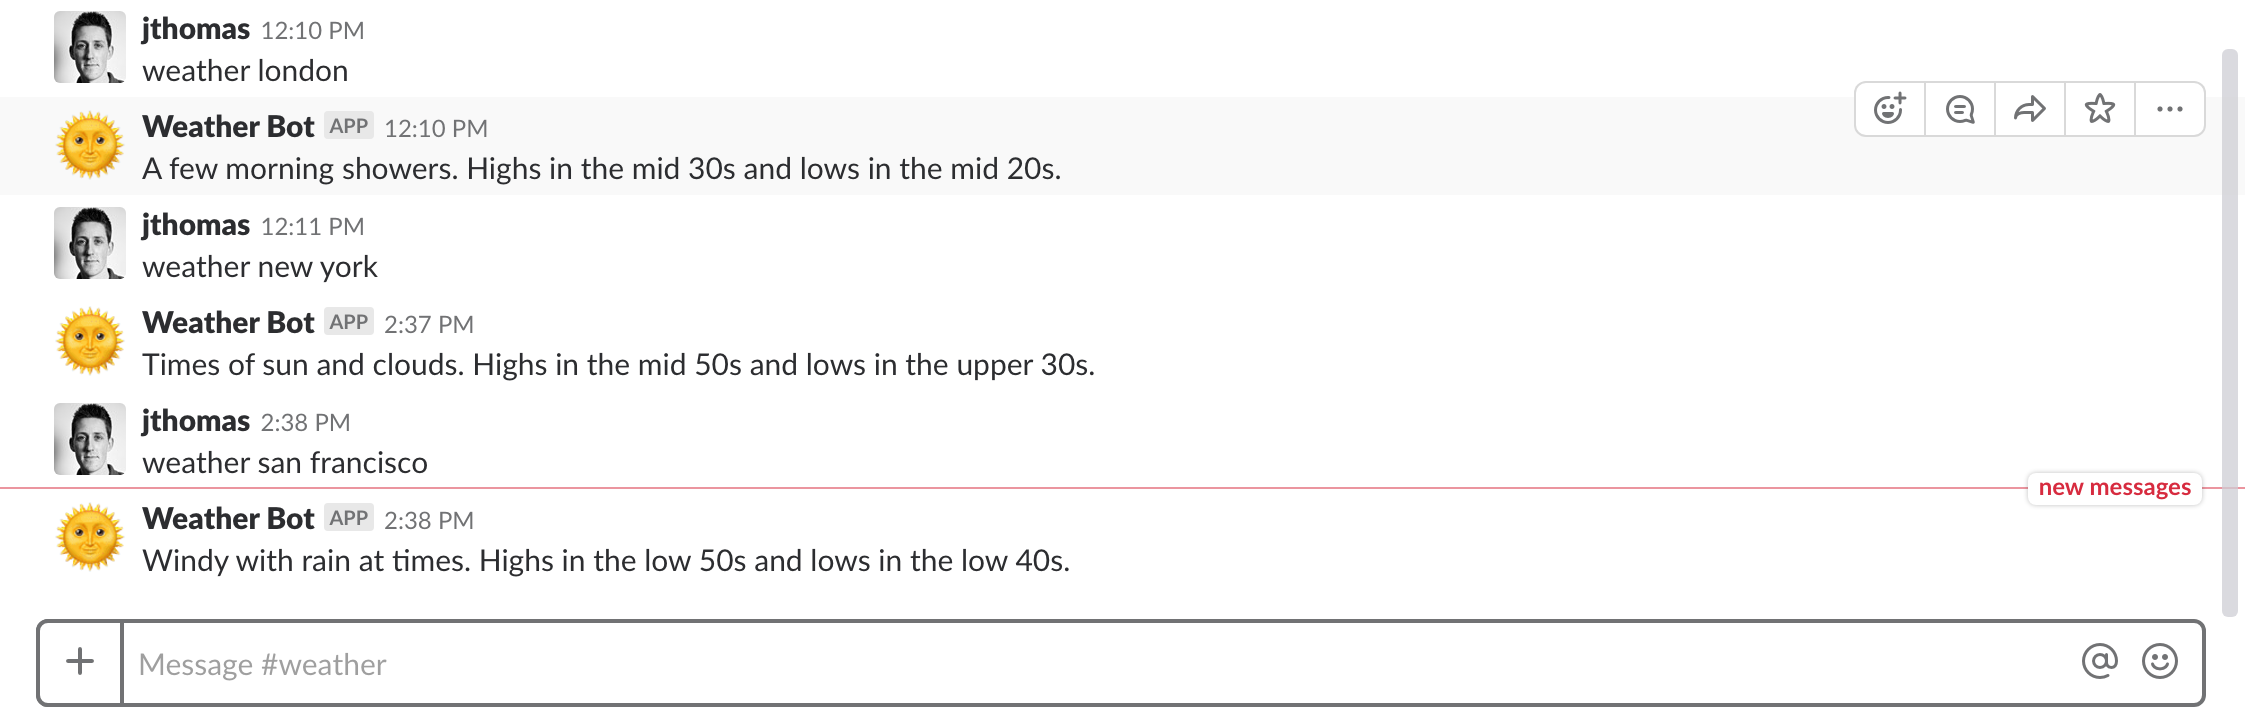 jthomas 12:10 PM
weather london
Weather Bot APP 12:10 PM
A few morning showers. Highs in the mid 30s and lows in the mid 20s.
jthomas 12:11 PM
weather new york
Weather Bot APP 2:37 PM
Times of sun and clouds. Highs in the mid 50s and lows in the upper 30s.
jthomas 2:38 PM
weather san francisco
new messages
Weather Bot APP 2:38 PM
Windy with rain at times. Highs in the low 50s and lows in the low 40s.
Message #weather